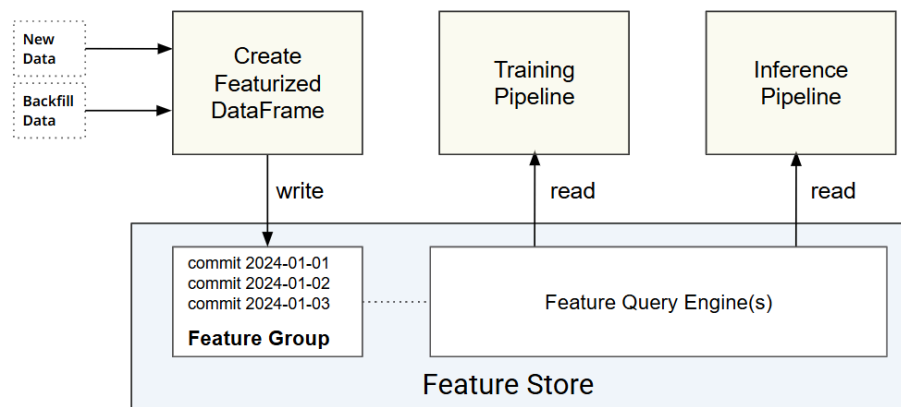 New
Data
Backfill
Data
Create
Featurized
DataFrame
Training
Pipeline
Inference
Pipeline
write
read
read
commit 2024-01-01
commit 2024-01-02
commit 2024-01-03
Feature Group
Feature Query Engine(s)
Feature Store